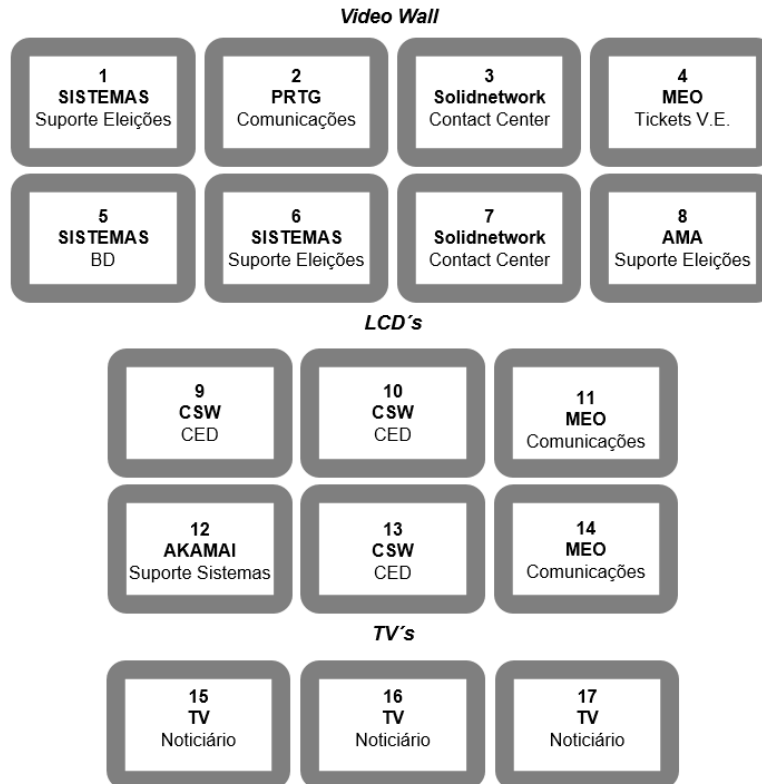 Video Wall
1
SISTEMAS
Suporte Eleições
2
PRTG
Comunicações
3
Solidnetwork
Contact Center
4
MEO
Tickets V.E.
5
SISTEMAS
BD
6
SISTEMAS
Suporte Eleições
7
Solidnetwork
Contact Center
8
AMA
Suporte Eleições
LCD´s
9
CSW
CED
10
CSW
CED
11
MEO
Comunicações
12
AKAMAI
Suporte Sistemas
13
CSW
CED
14
MEO
Comunicações
TV´s
15
TV
Noticiário
16
TV
Noticiário
17
TV
Noticiário